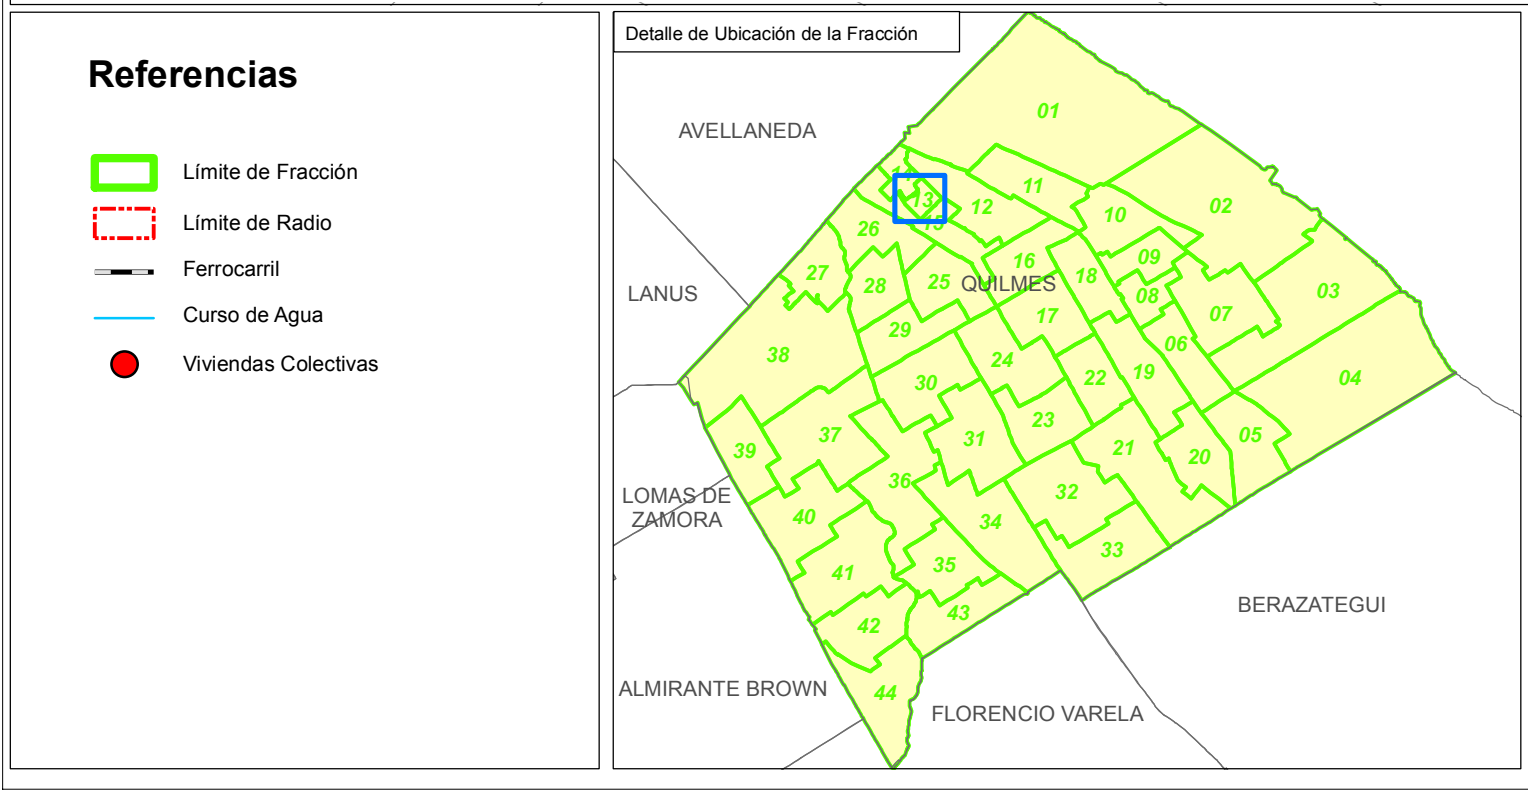 Referencias
Límite de Fracción
Límite de Radio
Ferrocarril
Curso de Agua
Viviendas Colectivas
Detalle de Ubicación de la Fracción
01
AVELLANEDA
11
13
12
10
02
26
15
16
09
27
28
25
QUILMES
18
08
03
LANUS
29
17
07
06
38
24
30
22
19
04
37
31
23
39
36
21
05
20
LOMAS DE
ZAMORA
40
34
32
33
41
35
BERAZATEGUI
42
43
ALMIRANTE BROWN
44
FLORENCIO VARELA